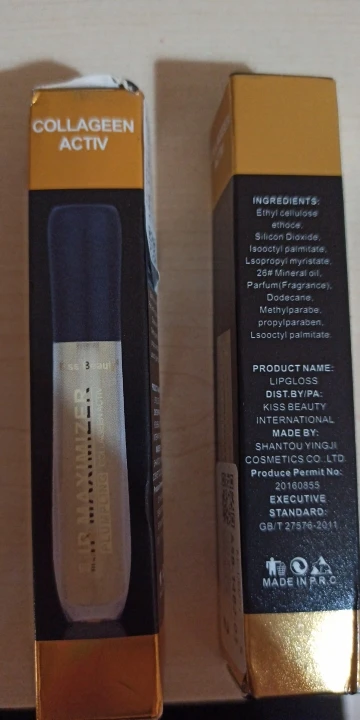 COLLAGEEN
ACTIV
MAXIMIZER
INGREDIENTS:
Ethyl cellulose
ethoce,
Silicon Dioxide,
Isooctyl palmitate,
Lsopropyl myristate,
26# Mineral oil,
Parfum(Fragrance),
Dodecane,
Methylparabe,
propylparaben,
Lsooctyl palmitate.
PRODUCT NAME:
LIPGLOSS
DIST.BY/PA:
KISS BEAUTY
INTERNATIONAL
MADE BY:
SHANTOU YINGJI
COSMETICS CO.,LTD
Produce Permit No:
20160855
EXECUTIVE
STANDARD:
GB/T 27576-2011
MADE IN P.R.C